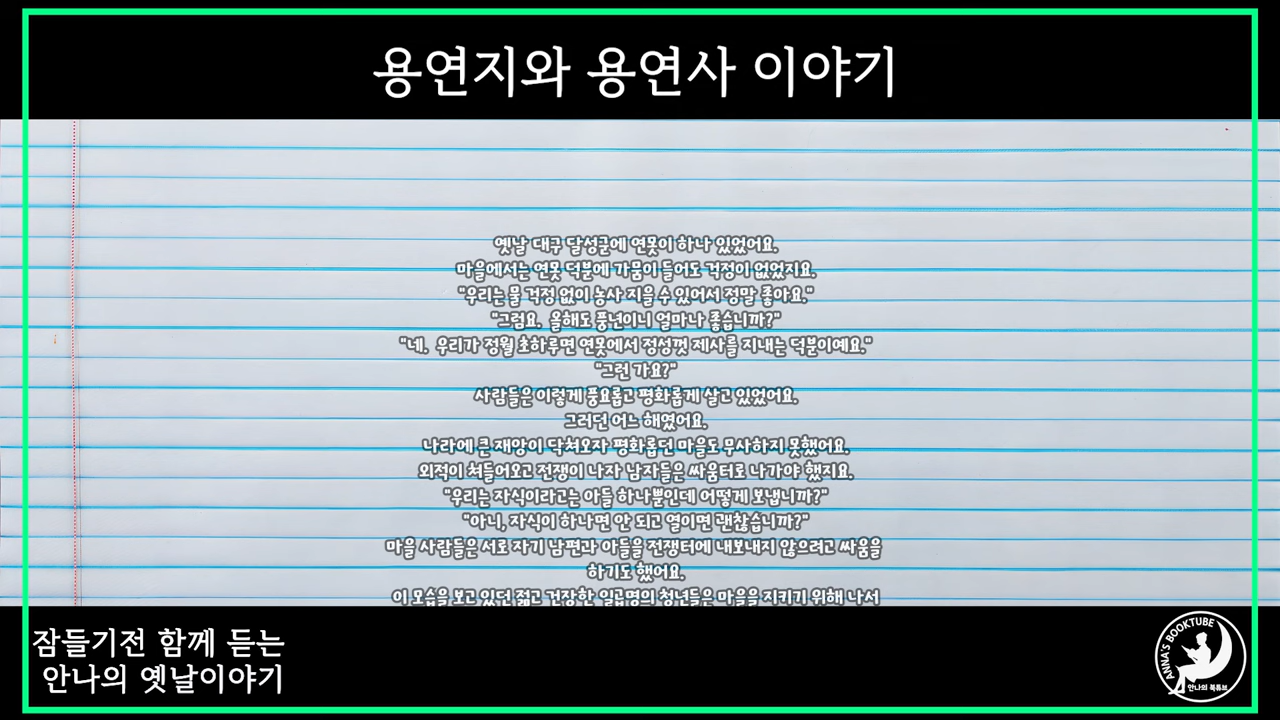 용연지와 용연사 이야기
옛날 대구 달성군에 연못이 하나 있었어요.
마을에서는 연못 덕분에 가뭄이 들어도 걱정이 없었지요.
"우리는 물 걱정 없이 농사 지을 수 있어서 정말 좋아요."
"그럼요. 올해도 풍년이니 얼마나 좋습니까?"
"네. 우리가 정월 초하루면 연못에서 정성껏 제사를 지내는 덕분이예요."
"그런 가요?"
사람들은 이렇게 풍요롭고 평화롭게 살고 있었어요.
그러던 어느 해였어요.
나라에 큰 재앙이 닥쳐오자 평화롭던 마을도 무사하지 못했어요.
외적이 쳐들어오고 전쟁이 나자 남자들은 싸움터로 나가야 했지요.
"우리는 자식이라고는 아들 하나뿐인데 어떻게 보냅니까?"
"아니, 자식이 하나면 안 되고 열이면 괜찮습니까?"
마을 사람들은 서로 자기 남편과 아들을 전쟁터에 내보내지 않으려고 싸움을
하기도 했어요.
이 모습을 보고 있던 젊고 건장한 일곱명의 청년들은 마을을 지키기 위해 나서
잠들기전 함께 듣는
안나의 옛날이야기
ANNA'S BOOKTUBE
안나의 북튜브